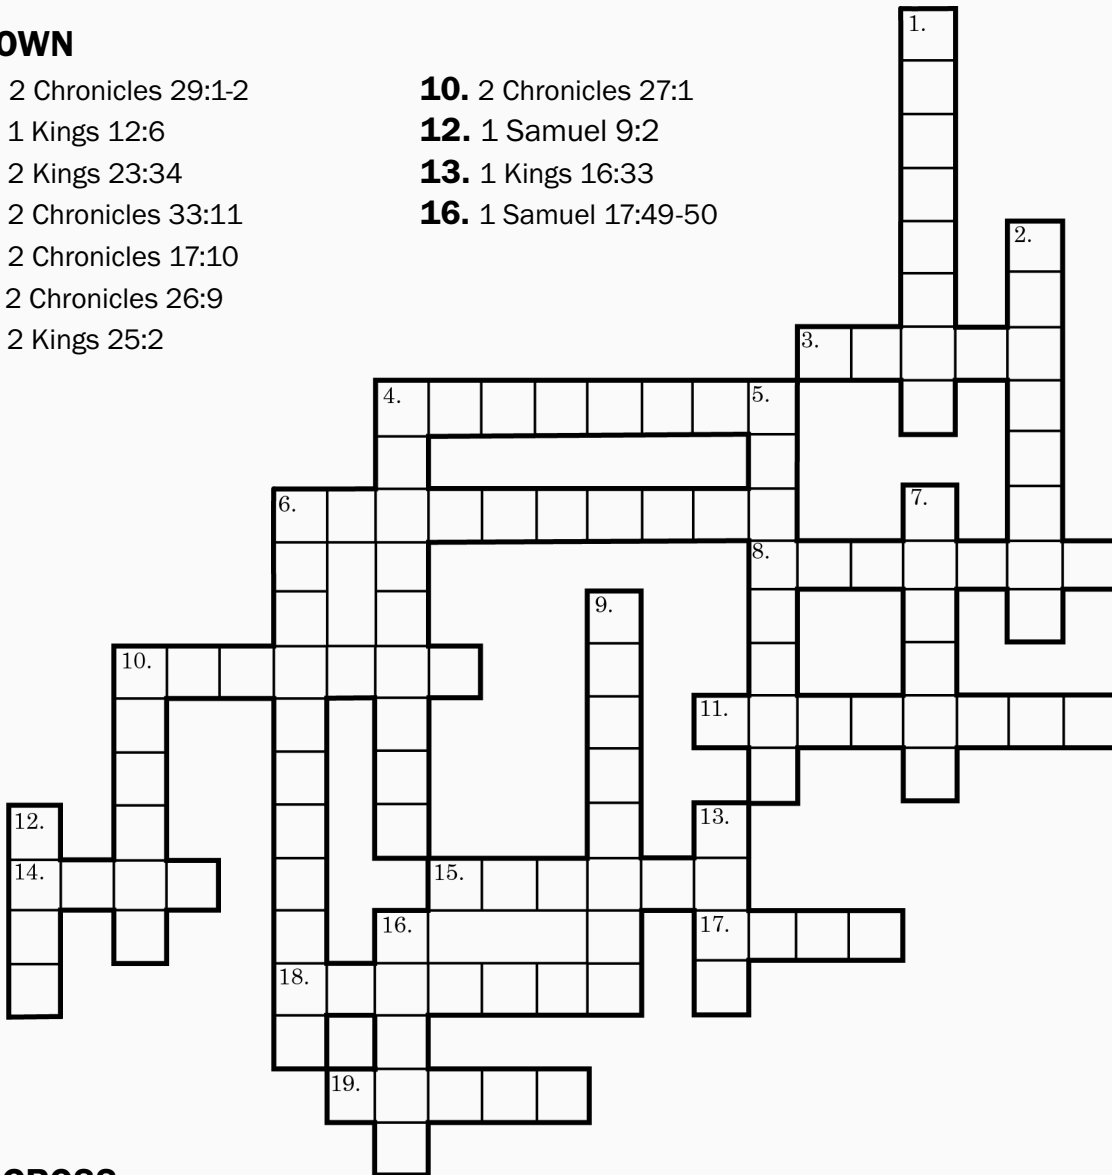 OWN
2 Chronicles 29:1-2
1 Kings 12:6
2 Kings 23:34
2 Chronicles 33:11
2 Chronicles 17:10
2 Chronicles 26:9
2 Kings 25:2
10. 2 Chronicles 27:1
12. 1 Samuel 9:2
13. 1 Kings 16:33
16. 1 Samuel 17:49-50
1.
2.
3.
4. 5.
6. 7.
8.
9.
10.
11.
12. 13.
14. 15.
16. 17.
18.
19.